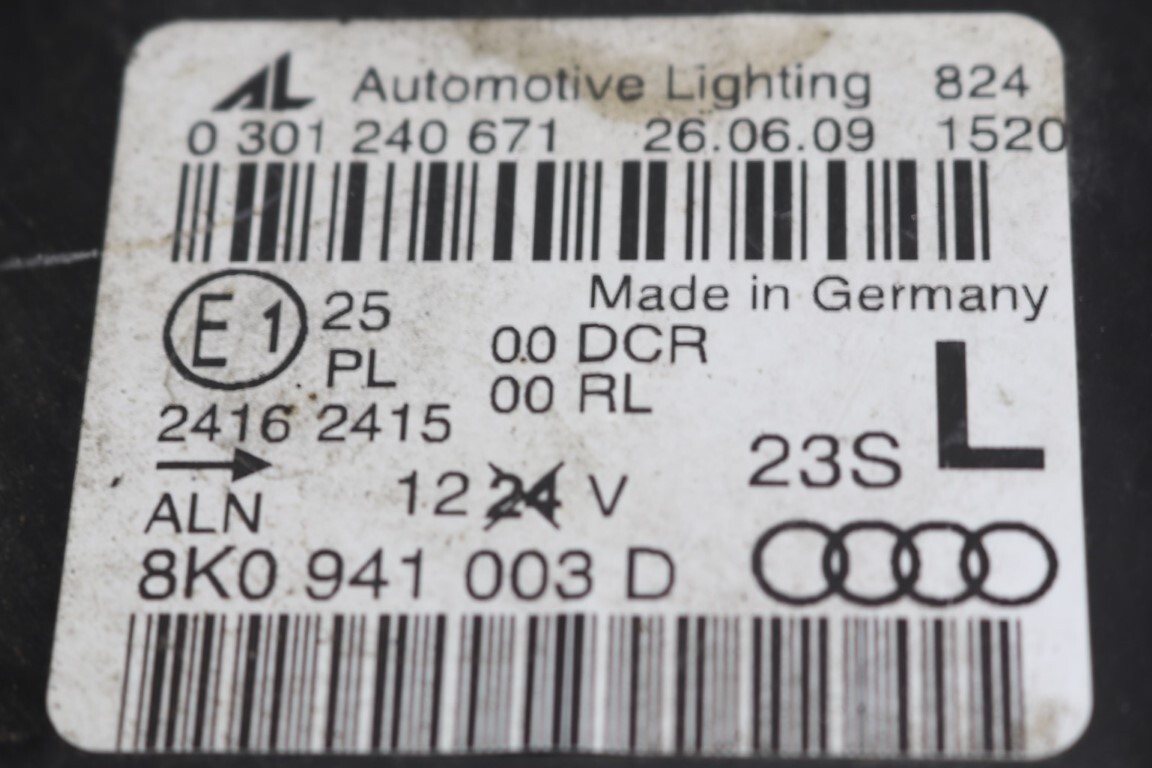 AL Automotive Lighting 824
0 301 240 671 26.06.09 1520
Made in Germany
E1 25 00 DCR
PL 00 RL
L
2416 2415
23S
12 24 V
ALN
8K0 941 003 D